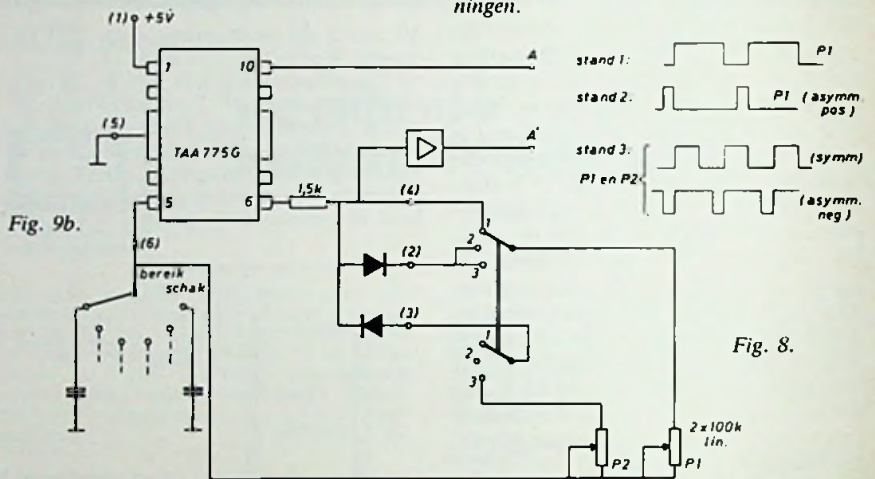 ningen.
(1) +5V
1
10
A
stand 1:
P1
stand 2:
P1 (asymm. pos)
(5)
TAA775G
A'
stand 3:
(symm)
P1 en P2
(asymm. neg)
5
6
1,5k
(4)
Fig. 9b.
(6)
1
2
3
(2)
bereik
schak
(3)
1
2
3
Fig. 8.
2x100k
lin.
P2
P1